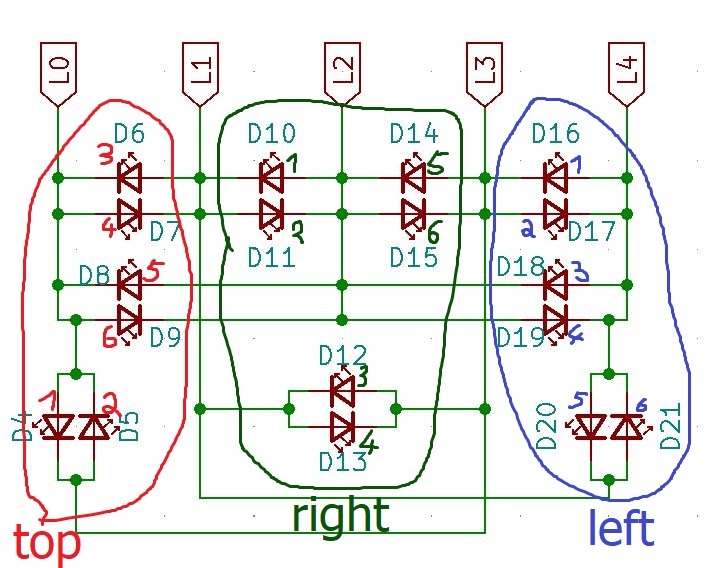 L0 L1 L2 L3 L4
D6 D10 D14 D16
3 1 5 1
4 2 6 2
D7 D11 D15 D17
D8 5 D18 3
6 D9 D19 4
D12
3
1 2 4 5 6
D4 D5 D13 D20 D21
top right left